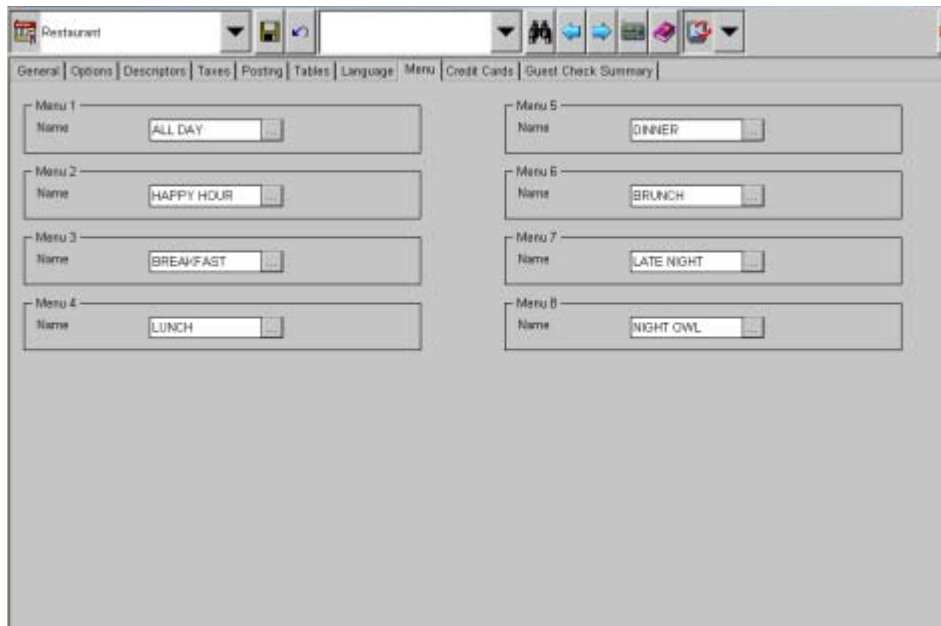 Restaurant
General Options Descriptors Taxes Posting Tables Language Menu Credit Cards Guest Check Summary
Menu 1
Name ALL DAY ...
Menu 2
Name HAPPY HOUR ...
Menu 3
Name BREAKFAST ...
Menu 4
Name LUNCH ...
Menu 5
Name DINNER ...
Menu 6
Name BRUNCH ...
Menu 7
Name LATE NIGHT ...
Menu 8
Name NIGHT OWL ...